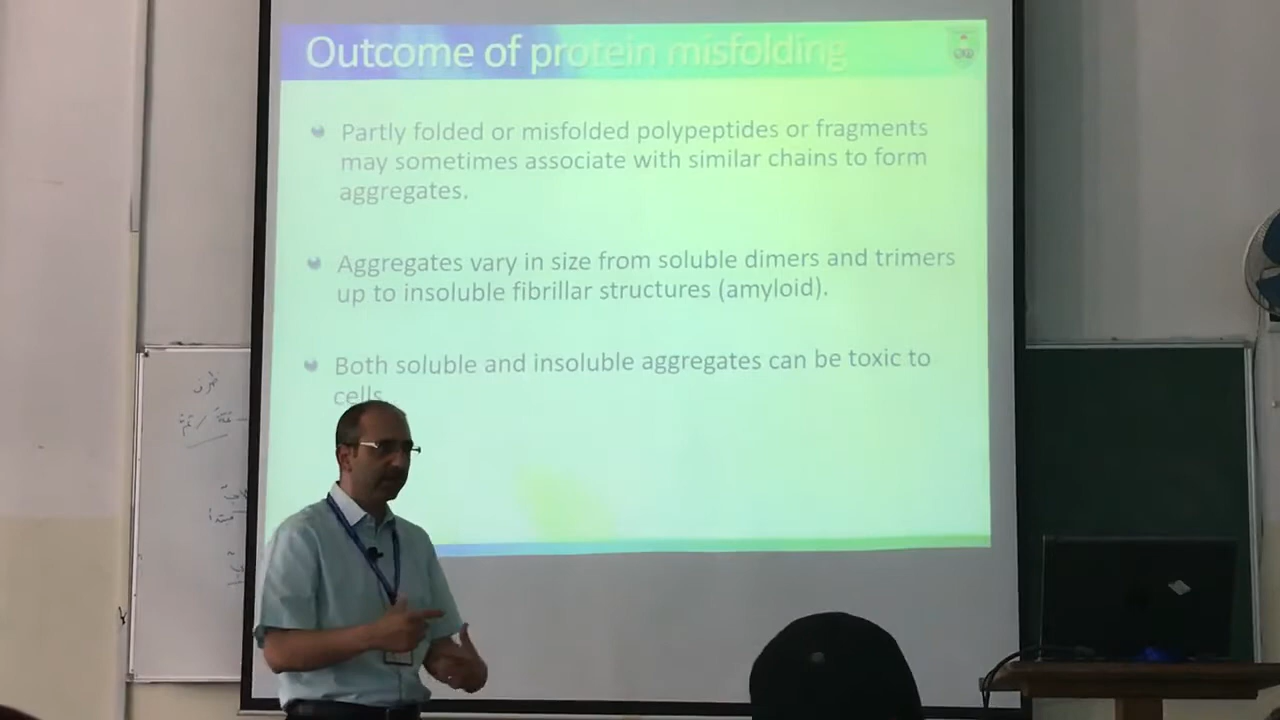 Outcome of protein misfolding
Partly folded or misfolded polypeptides or fragments
may sometimes associate with similar chains to form
aggregates.
Aggregates vary in size from soluble dimers and trimers
up to insoluble fibrillar structures (amyloid).
Both soluble and insoluble aggregates can be toxic to
cells
ظرف